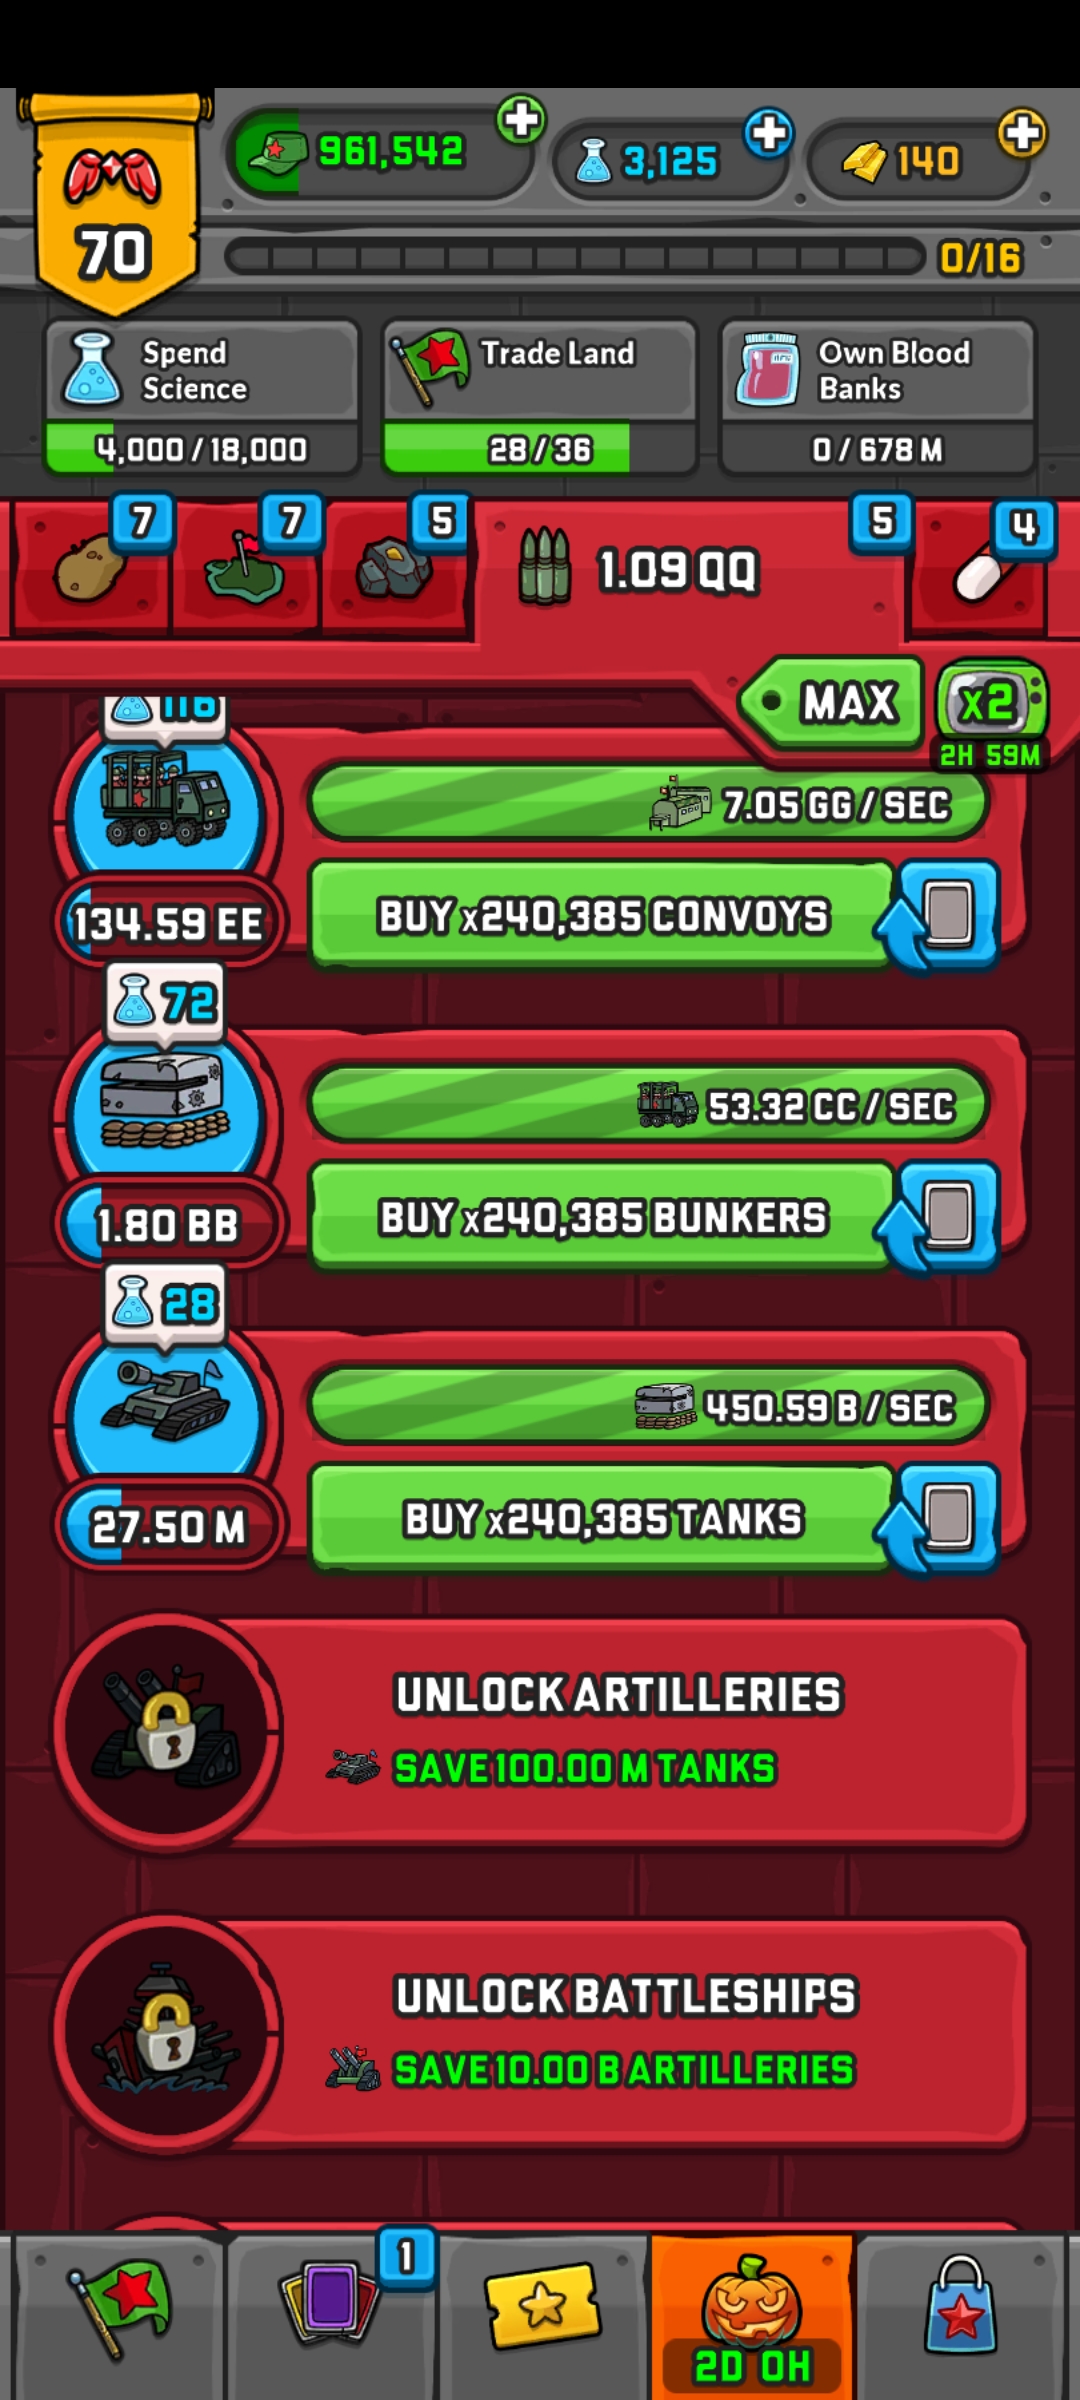 961,542
3,125
140
70
0/16
Spend
Science
Trade Land
Own Blood
Banks
4,000/18,000
28/36
0/678 M
7
7
5
1.09 QQ
5
4
MAX
x2
2H 59M
116
7.05 GG/SEC
134.59 EE
BUY x240,385 CONVOYS
72
53.32 CC/SEC
1.80 BB
BUY x240,385 BUNKERS
28
450.59 B/SEC
27.50 M
BUY x240,385 TANKS
UNLOCK ARTILLERIES
SAVE 100.00 M TANKS
UNLOCK BATTLESHIPS
SAVE 10.00 B ARTILLERIES
1
2D 0H